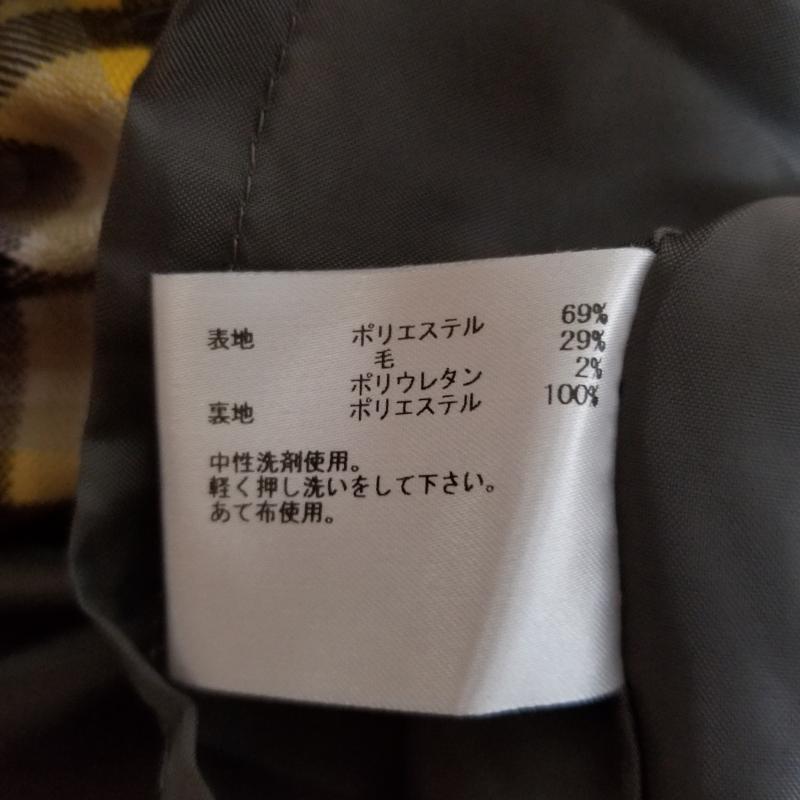 表地 ポリエステル 69%
毛 29%
ポリウレタン 2%
裏地 ポリエステル 100%
中性洗剤使用。
軽く押し洗いをして下さい。
あて布使用。